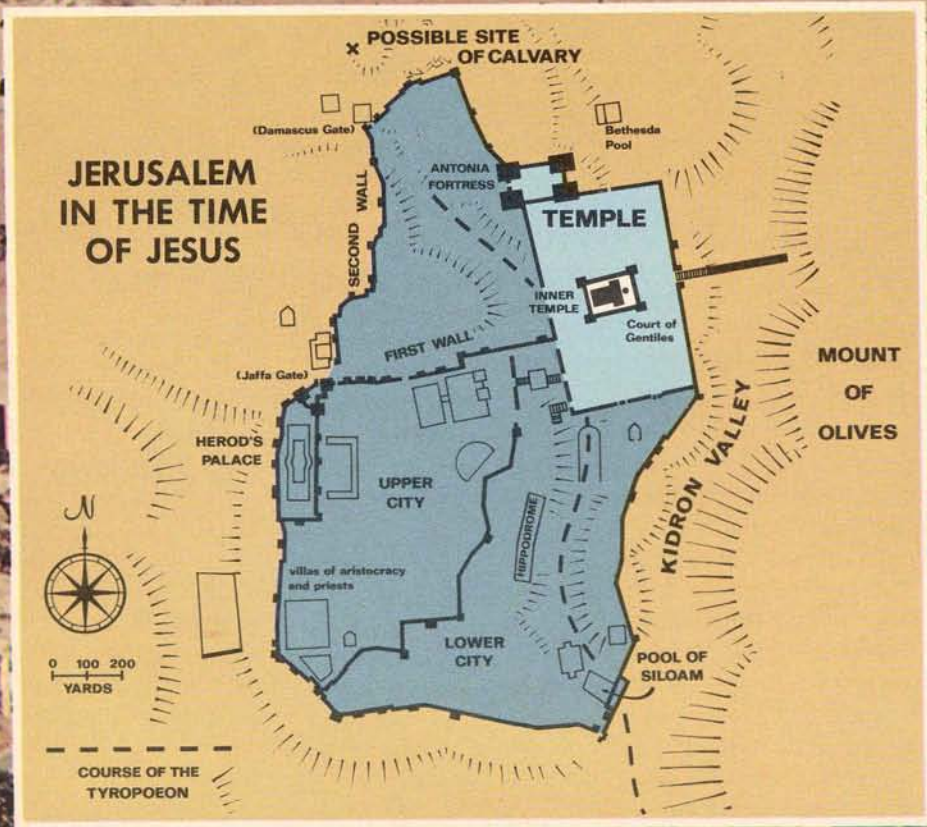 POSSIBLE SITE
OF CALVARY
(Damascus Gate)
Bethesda
Pool
JERUSALEM
IN THE TIME
OF JESUS
SECOND WALL
ANTONIA
FORTRESS
TEMPLE
INNER
TEMPLE
Court of
Gentiles
FIRST WALL
(Jaffa Gate)
MOUNT
OF
OLIVES
HEROD'S
PALACE
UPPER
CITY
KIDRON VALLEY
HIPPODROME
N
villas of aristocracy
and priests
LOWER
CITY
POOL OF
SILOAM
0 100 200
YARDS
COURSE OF THE
TYROPOEON